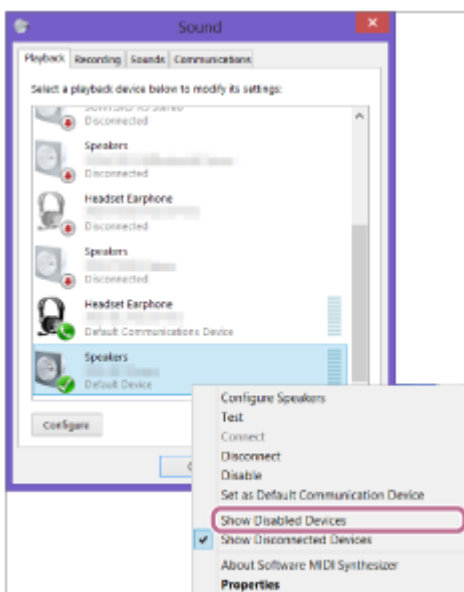 Sound
Playback Recording Sounds Communications
Select a playback device below to modify its settings:
Disconnected
Speakers
Disconnected
Headset Earphone
Disconnected
Speakers
Disconnected
Headset Earphone
Default Communications Device
Speakers
Default Device
Configure
Configure Speakers
Test
Connect
Disconnect
Disable
Set as Default Communication Device
Show Disabled Devices
Show Disconnected Devices
About Software MIDI Synthesizer
Properties